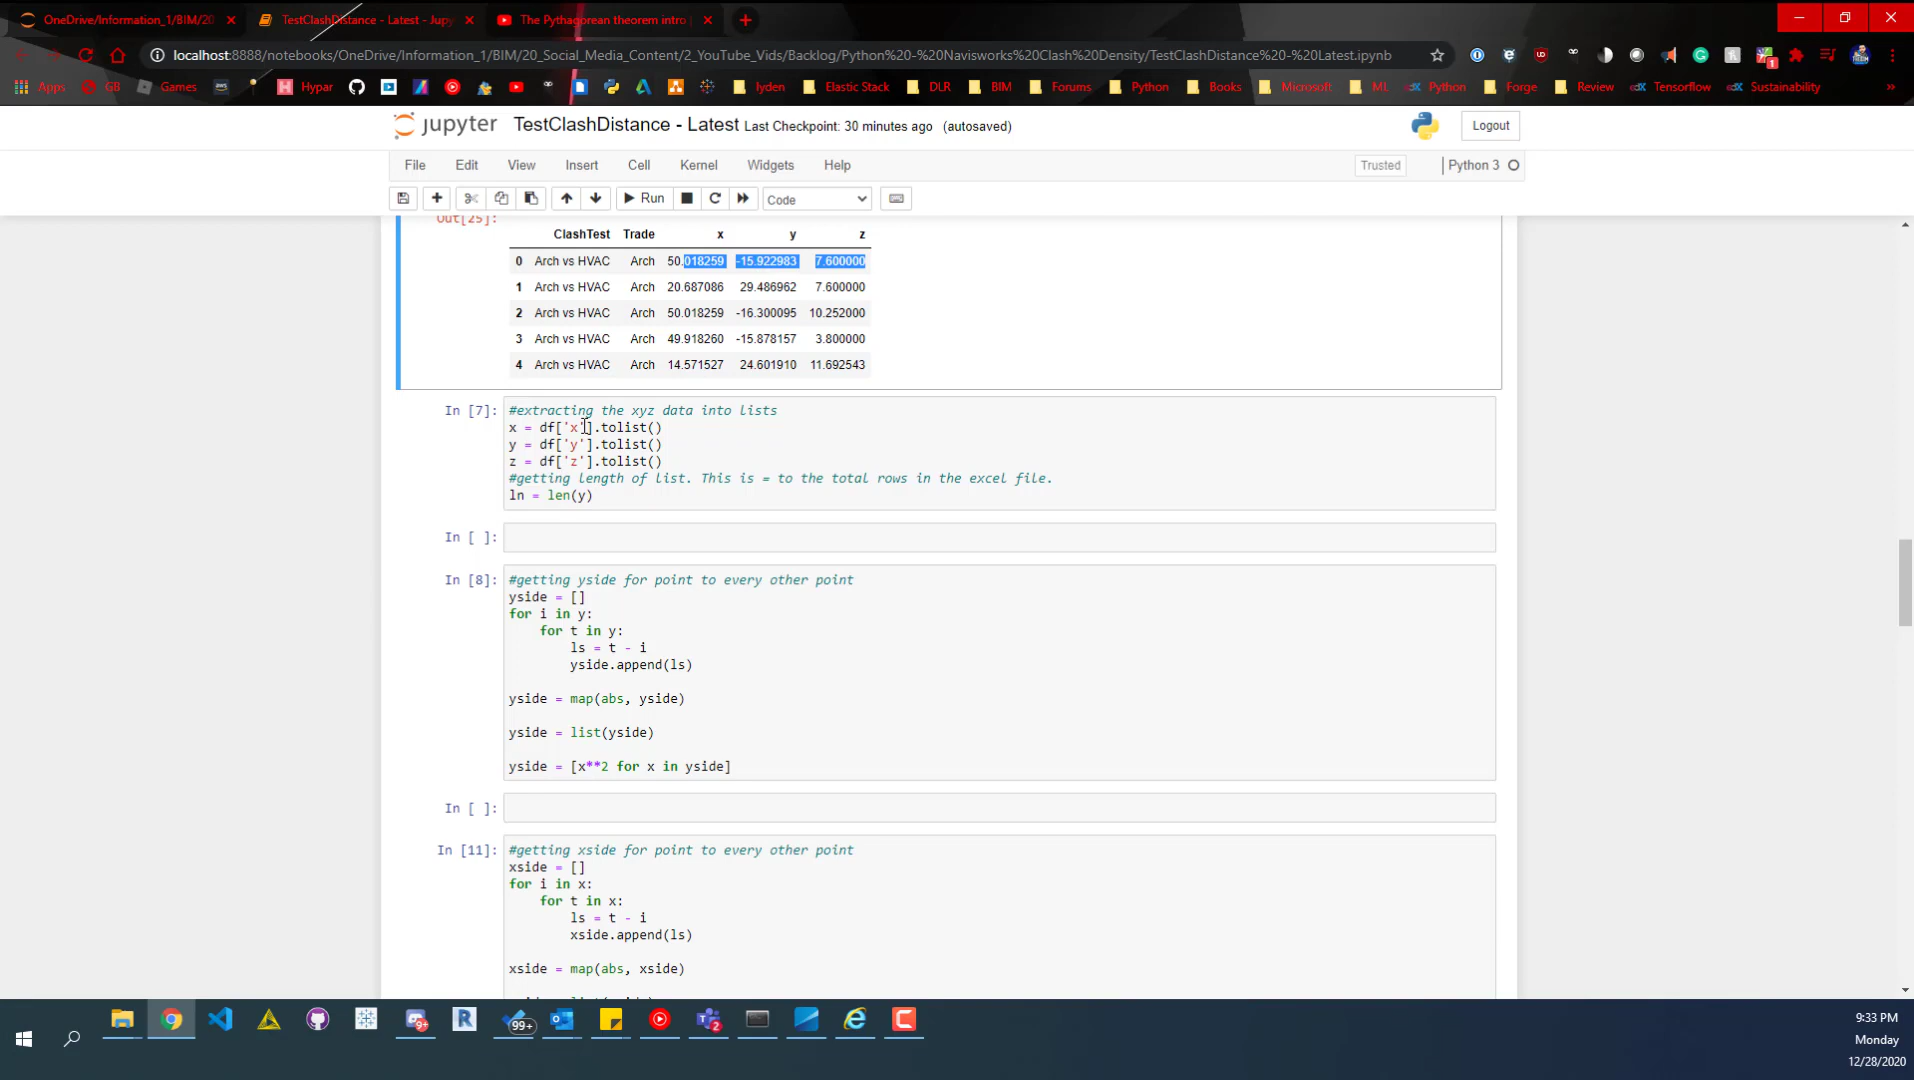 OneDrive/Information_1/BIM/20
TestClashDistance - Latest - Jupy
The Pythagorean theorem intro
localhost:8888/notebooks/OneDrive/Information_1/BIM/20_Social_Media_Content/2_YouTube_Vids/Backlog/Python%20-%20Navisworks%20Clash%20Density/TestClashDistance%20-%20Latest.ipynb
Apps GB Games Hypar Iyden Elastic Stack DLR BIM Forums Python Books Microsoft ML Python Forge Review Tensorflow Sustainability »
jupyter TestClashDistance - Latest Last Checkpoint: 30 minutes ago (autosaved) Logout
File Edit View Insert Cell Kernel Widgets Help Trusted Python 3
Run Code
Out[25]:
ClashTest Trade x y z
0 Arch vs HVAC Arch 50.018259 -15.922983 7.600000
1 Arch vs HVAC Arch 20.687086 29.486962 7.600000
2 Arch vs HVAC Arch 50.018259 -16.300095 10.252000
3 Arch vs HVAC Arch 49.918260 -15.878157 3.800000
4 Arch vs HVAC Arch 14.571527 24.601910 11.692543
In [7]: #extracting the xyz data into lists
x = df['x'].tolist()
y = df['y'].tolist()
z = df['z'].tolist()
#getting length of list. This is = to the total rows in the excel file.
ln = len(y)
In [ ]:
In [8]: #getting yside for point to every other point
yside = []
for i in y:
for t in y:
ls = t - i
yside.append(ls)
yside = map(abs, yside)
yside = list(yside)
yside = [x**2 for x in yside]
In [ ]:
In [11]: #getting xside for point to every other point
xside = []
for i in x:
for t in x:
ls = t - i
xside.append(ls)
xside = map(abs, xside)
9+
99+
2
9:33 PM
Monday
12/28/2020